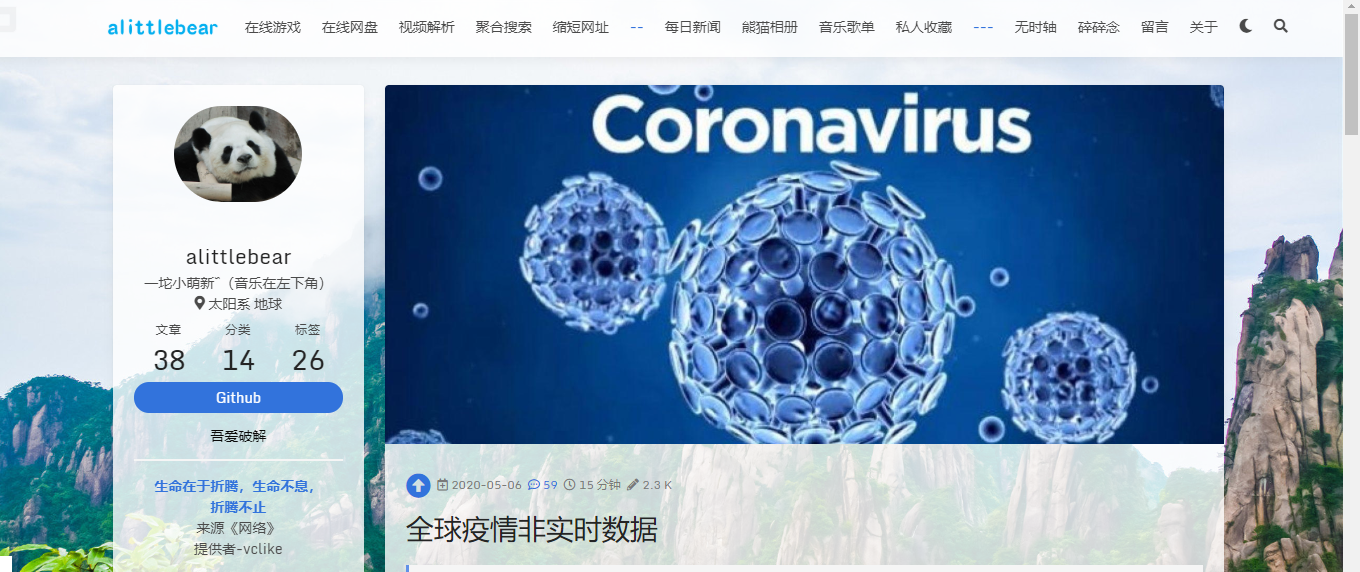 alittlebear 在线游戏 在线网盘 视频解析 聚合搜索 缩短网址 -- 每日新闻 熊猫相册 音乐歌单 私人收藏 --- 无时轴 碎碎念 留言 关于
alittlebear
一坨小萌新~（音乐在左下角）
太阳系 地球
文章 分类 标签
38 14 26
Github
吾爱破解
生命在于折腾，生命不息，
折腾不止
来源《网络》
提供者-vclike
Coronavirus
2020-05-06 59 15 分钟 2.3 K
全球疫情非实时数据